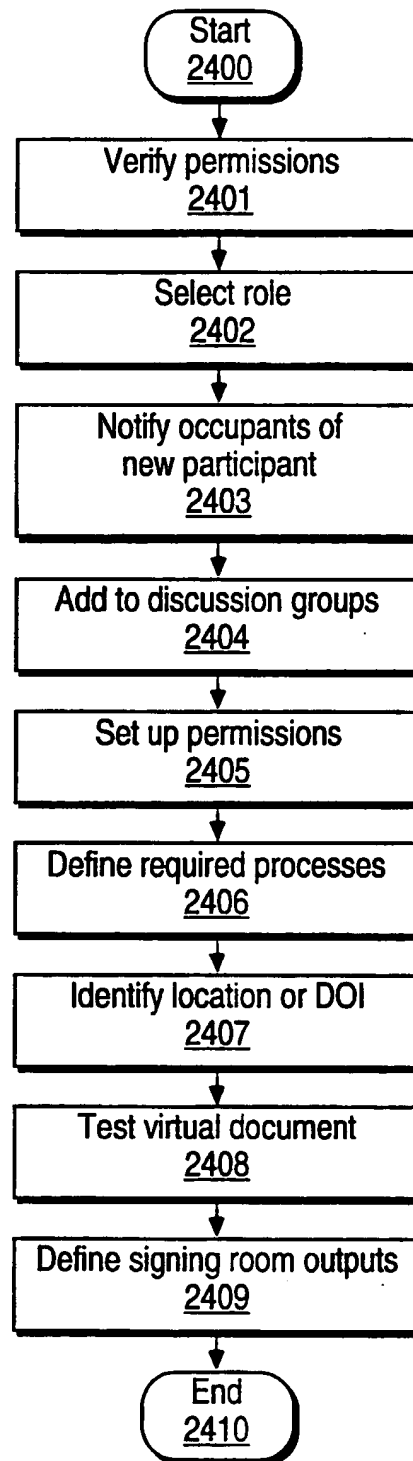 Start
2400
Verify permissions
2401
Select role
2402
Notify occupants of
new participant
2403
Add to discussion groups
2404
Set up permissions
2405
Define required processes
2406
Identify location or DOI
2407
Test virtual document
2408
Define signing room outputs
2409
End
2410